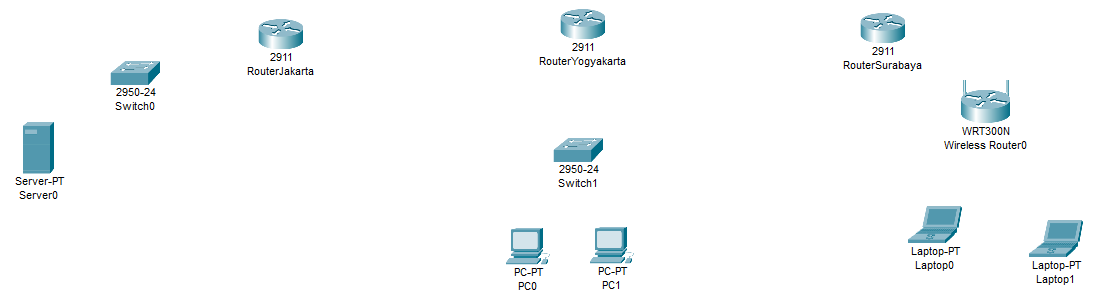 2911
RouterJakarta
2911
RouterYogyakarta
2911
RouterSurabaya
2950-24
Switch0
WRT300N
Wireless Router0
Server-PT
Server0
2950-24
Switch1
PC-PT
PC0
PC-PT
PC1
Laptop-PT
Laptop0
Laptop-PT
Laptop1